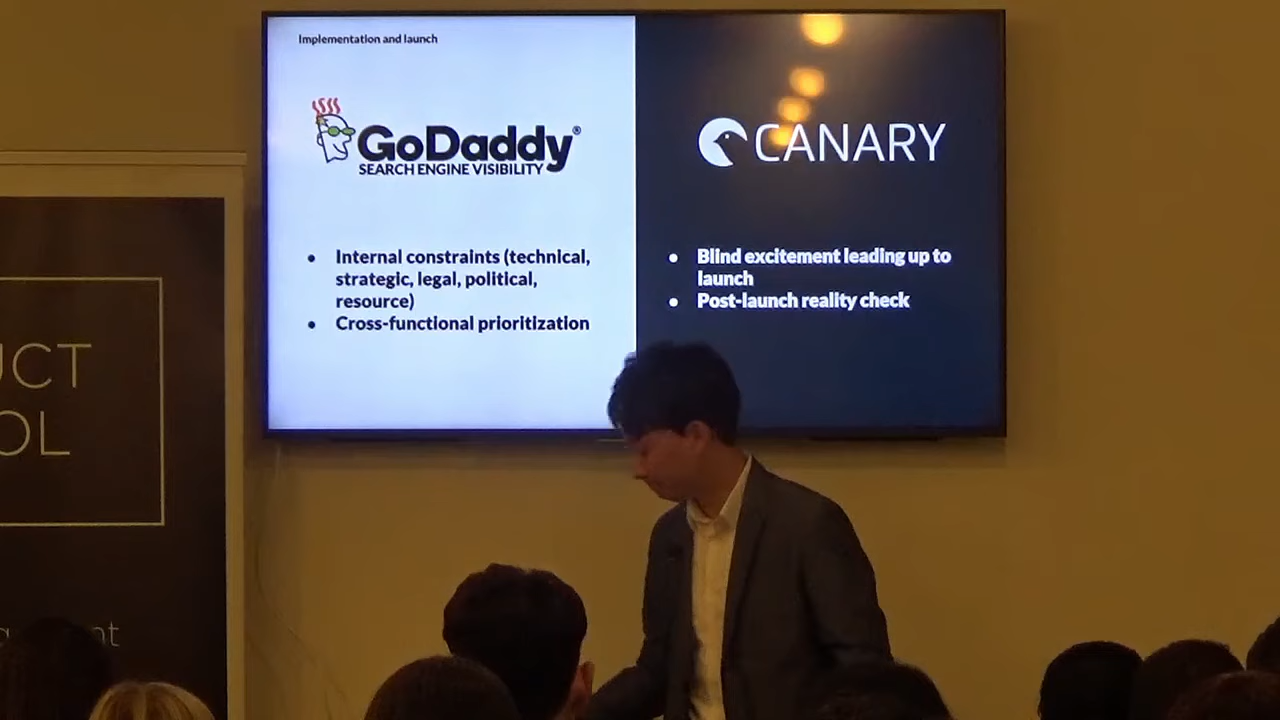 Implementation and launch
GoDaddy®
SEARCH ENGINE VISIBILITY
• Internal constraints (technical,
strategic, legal, political,
resource)
• Cross-functional prioritization
CANARY
• Blind excitement leading up to
launch
• Post-launch reality check
UCT
OL